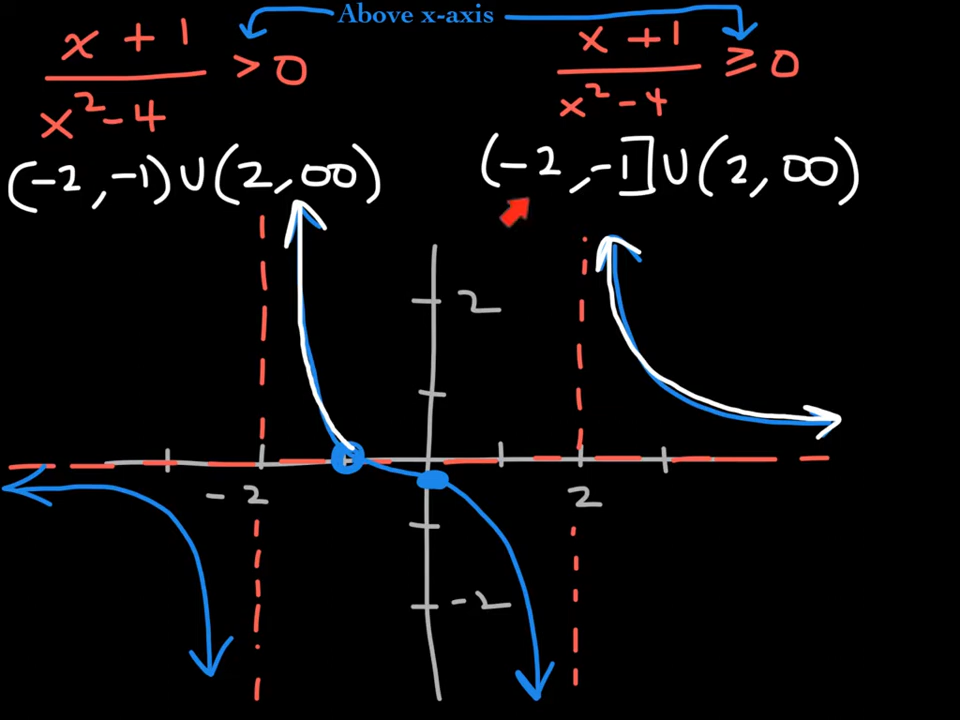 Above x-axis
x + 1 / x² - 4 > 0
x + 1 / x² - 4 ≥ 0
(-2, -1) ∪ (2, ∞)
(-2, -1] ∪ (2, ∞)
2
-2
2
-2